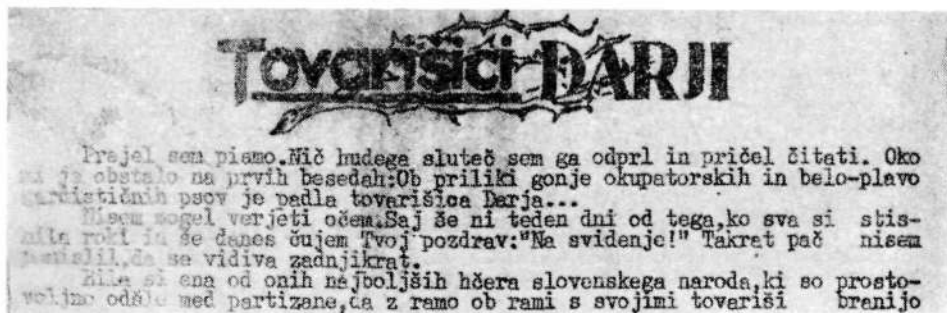 Tovarišici DARJI
Prejel sem pismo.Nič hudega sluteč sem ga odprl in pričel čitati. Oko
mi je obstalo na prvih besedah:Ob priliki gonje okupatorskih in belo-plavo
gardističnih psov je padla tovarišica Darja...
Nisem mogel verjeti očem.Saj še ni teden dni od tega,ko sva si stis-
nila roki in še danes čujem Tvoj pozdrav:"Na svidenje!" Takrat pač nisem
pomislil,da se vidiva zadnjikrat.
Bila si ena od onih najboljših hčera slovenskega naroda,ki so prosto-
voljno odšle med partizane,da z ramo ob rami s svojimi tovariši branijo